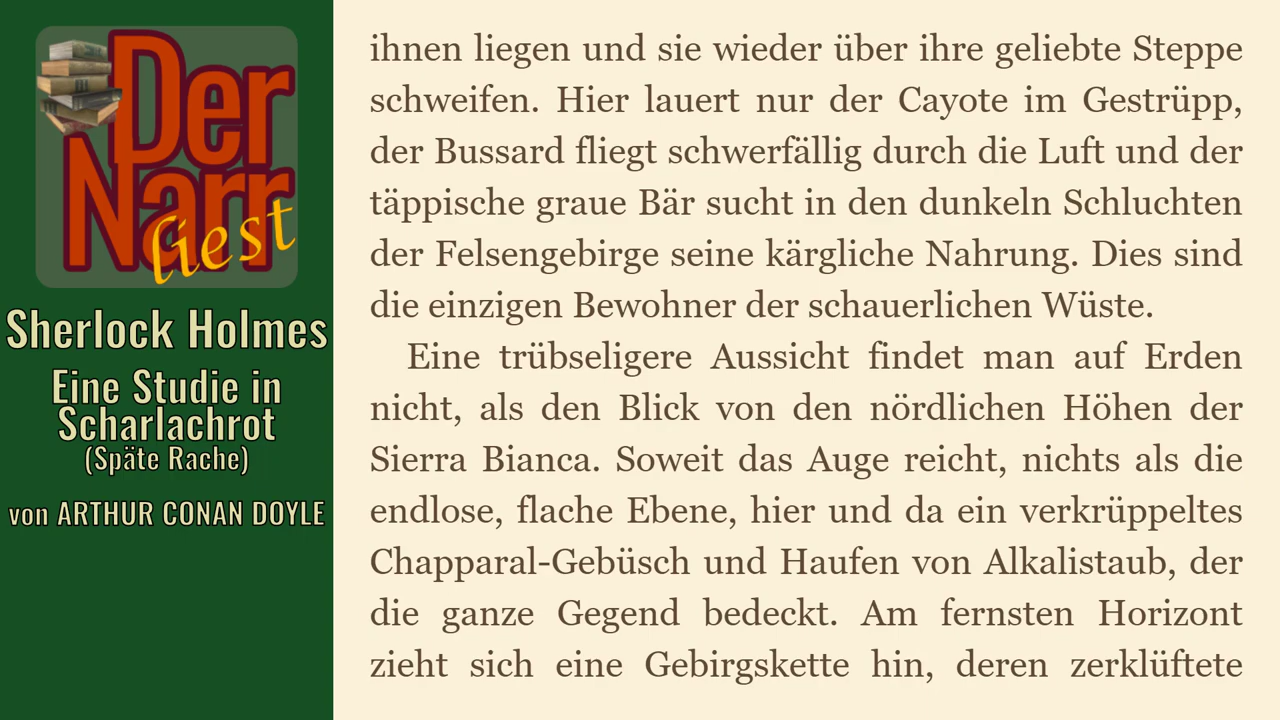 Der
Narr
liest
Sherlock Holmes
Eine Studie in
Scharlachrot
(Späte Rache)
von ARTHUR CONAN DOYLE
ihnen liegen und sie wieder über ihre geliebte Steppe
schweifen. Hier lauert nur der Cayote im Gestrüpp,
der Bussard fliegt schwerfällig durch die Luft und der
täppische graue Bär sucht in den dunkeln Schluchten
der Felsengebirge seine kärgliche Nahrung. Dies sind
die einzigen Bewohner der schauerlichen Wüste.
Eine trübseligere Aussicht findet man auf Erden
nicht, als den Blick von den nördlichen Höhen der
Sierra Bianca. Soweit das Auge reicht, nichts als die
endlose, flache Ebene, hier und da ein verkrüppeltes
Chapparal-Gebüsch und Haufen von Alkalistaub, der
die ganze Gegend bedeckt. Am fernsten Horizont
zieht sich eine Gebirgskette hin, deren zerklüftete